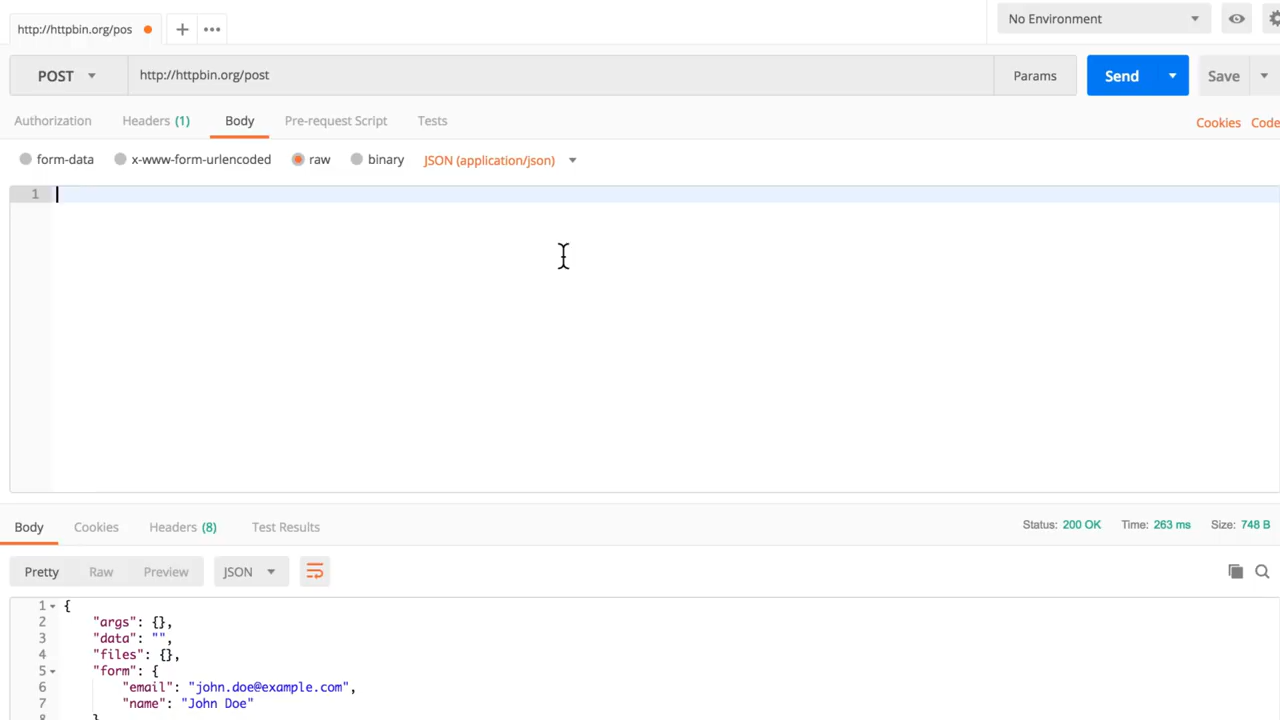 http://httpbin.org/pos
No Environment
POST http://httpbin.org/post Params Send Save
Authorization Headers (1) Body Pre-request Script Tests Cookies Code
form-data x-www-form-urlencoded raw binary JSON (application/json)
1
Body Cookies Headers (8) Test Results Status: 200 OK Time: 263 ms Size: 748 B
Pretty Raw Preview JSON
1 {
2 "args": {},
3 "data": "",
4 "files": {},
5 "form": {
6 "email": "john.doe@example.com",
7 "name": "John Doe"
8 }